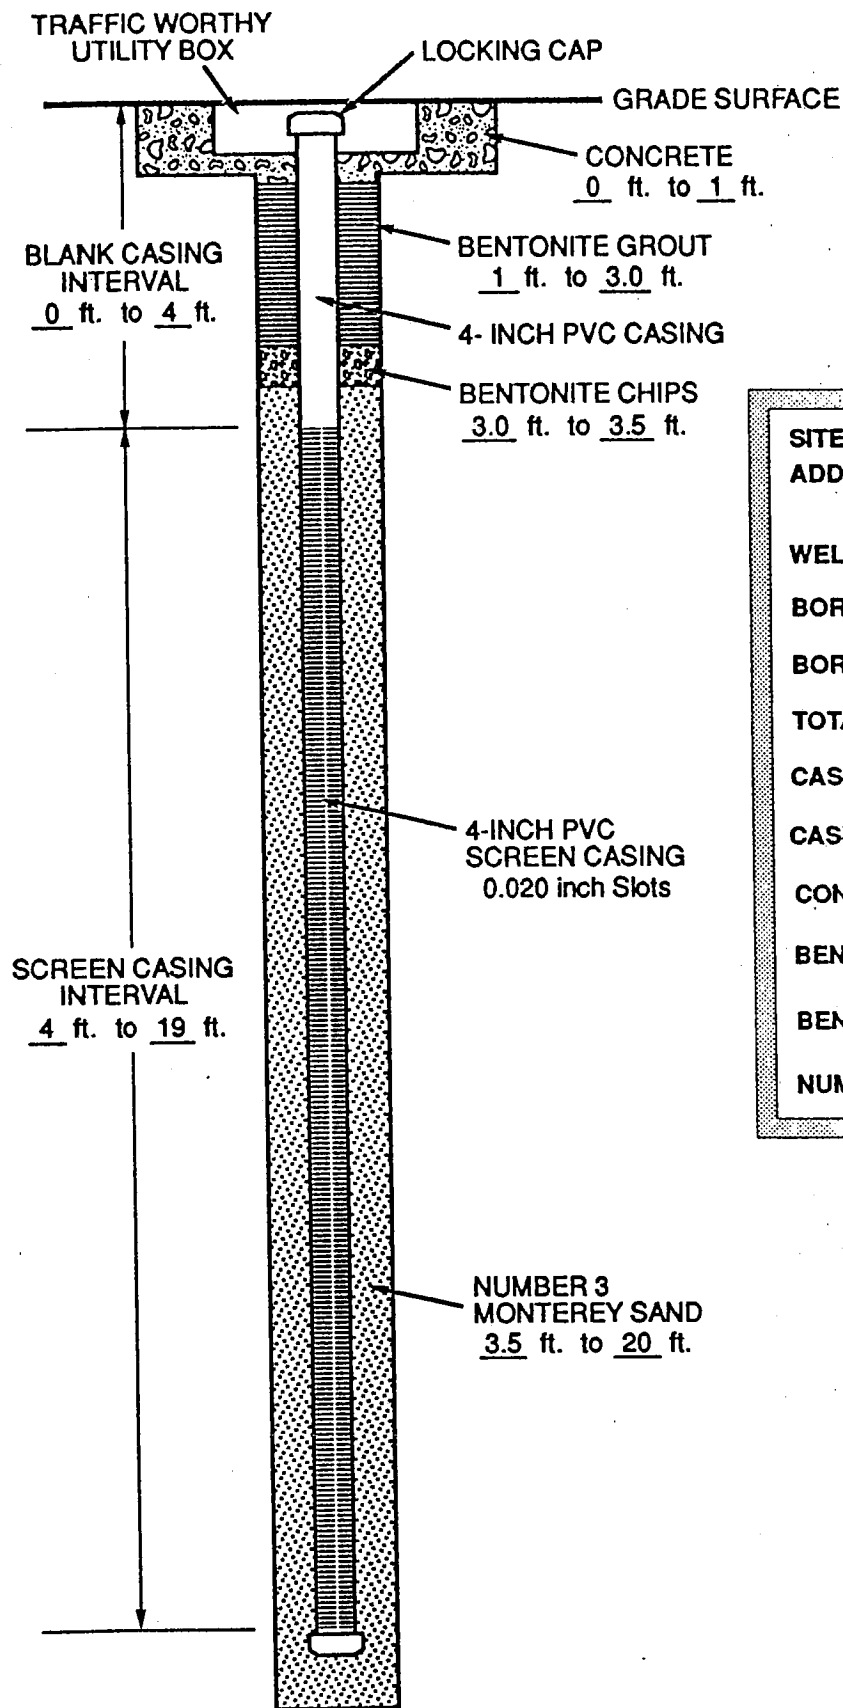 TRAFFIC WORTHY
UTILITY BOX
LOCKING CAP
GRADE SURFACE
CONCRETE
0 ft. to 1 ft.
BLANK CASING
INTERVAL
0 ft. to 4 ft.
BENTONITE GROUT
1 ft. to 3.0 ft.
4- INCH PVC CASING
BENTONITE CHIPS
3.0 ft. to 3.5 ft.
SITE
ADD
WEL
BOR
BOR
TOTA
CAS
CAS
CON
BEN
BEN
NUM
4-INCH PVC
SCREEN CASING
0.020 inch Slots
SCREEN CASING
INTERVAL
4 ft. to 19 ft.
NUMBER 3
MONTEREY SAND
3.5 ft. to 20 ft.